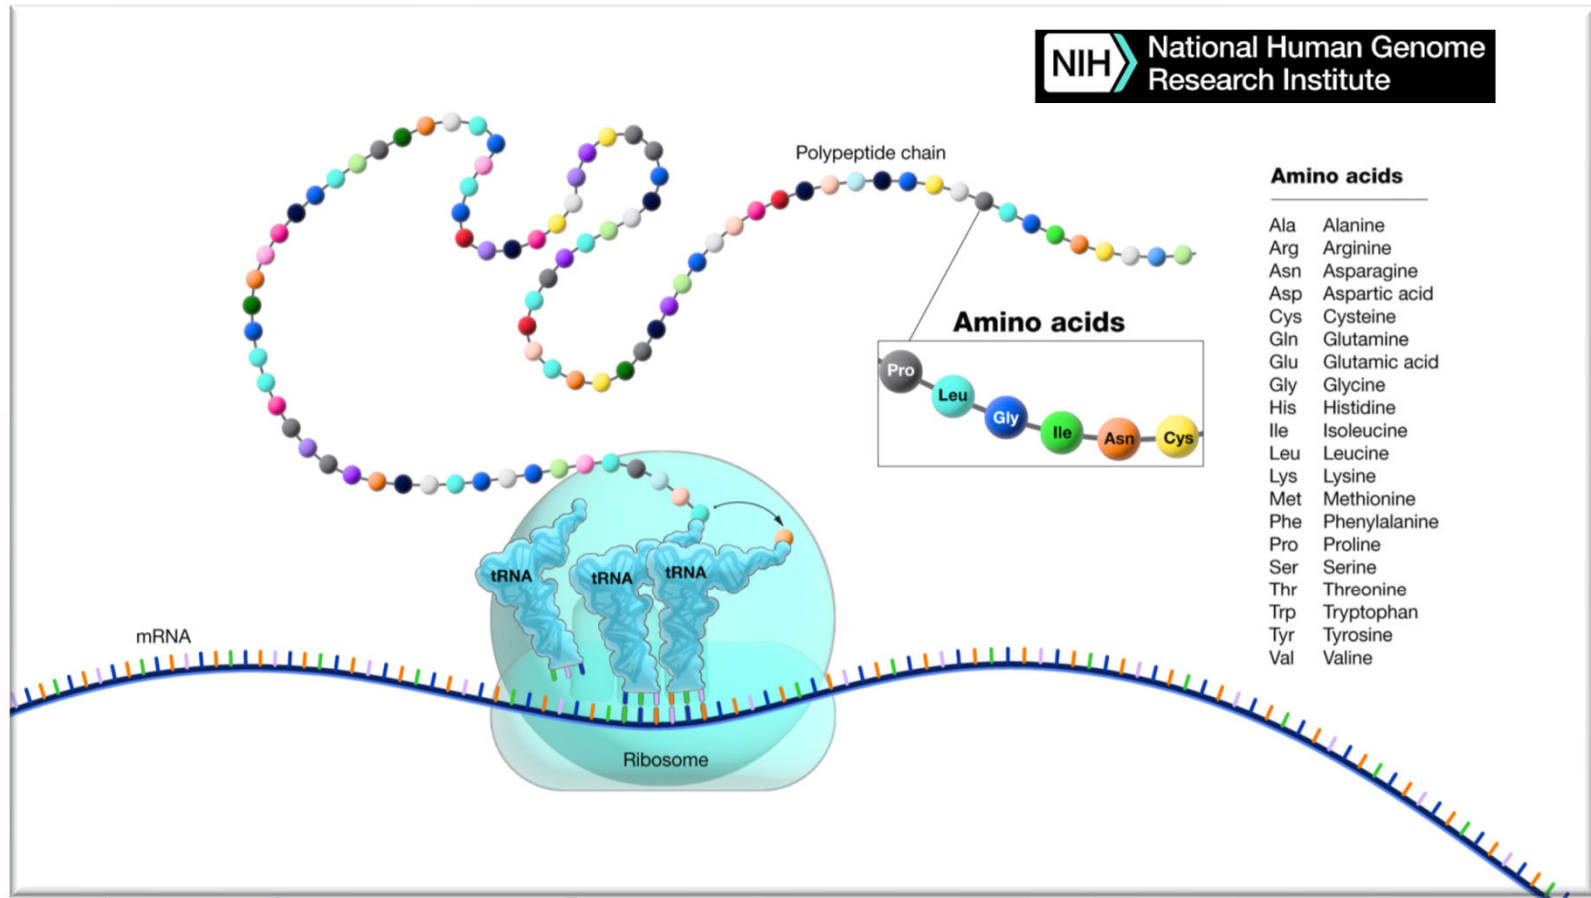 NIH
National Human Genome
Research Institute
Polypeptide chain
Amino acids
Ala Alanine
Arg Arginine
Asn Asparagine
Asp Aspartic acid
Cys Cysteine
Gln Glutamine
Glu Glutamic acid
Gly Glycine
His Histidine
Ile Isoleucine
Leu Leucine
Lys Lysine
Met Methionine
Phe Phenylalanine
Pro Proline
Ser Serine
Thr Threonine
Trp Tryptophan
Tyr Tyrosine
Val Valine
Amino acids
Pro
Leu
Gly
Ile
Asn
Cys
tRNA
tRNA
tRNA
mRNA
Ribosome